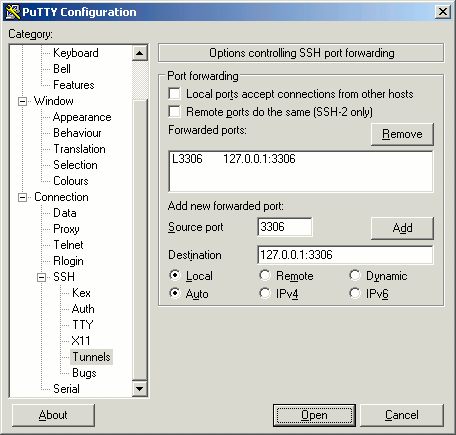 PuTTY Configuration
Category:
Keyboard
Bell
Features
Window
Appearance
Behaviour
Translation
Selection
Colours
Connection
Data
Proxy
Telnet
Rlogin
SSH
Kex
Auth
TTY
X11
Tunnels
Bugs
Serial
Options controlling SSH port forwarding
Port forwarding
Local ports accept connections from other hosts
Remote ports do the same (SSH-2 only)
Forwarded ports:
Remove
L3306 127.0.0.1:3306
Add new forwarded port:
Source port 3306 Add
Destination 127.0.0.1:3306
Local Remote Dynamic
Auto IPv4 IPv6
About Open Cancel